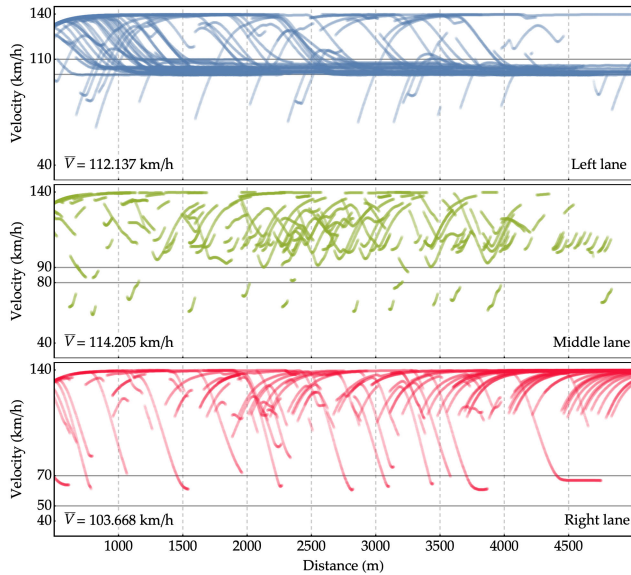 140
110
40
Velocity (km/h)
V̅ = 112.137 km/h
Left lane
140
90
80
40
Velocity (km/h)
V̅ = 114.205 km/h
Middle lane
140
70
50
40
Velocity (km/h)
V̅ = 103.668 km/h
Right lane
1000 1500 2000 2500 3000 3500 4000 4500
Distance (m)